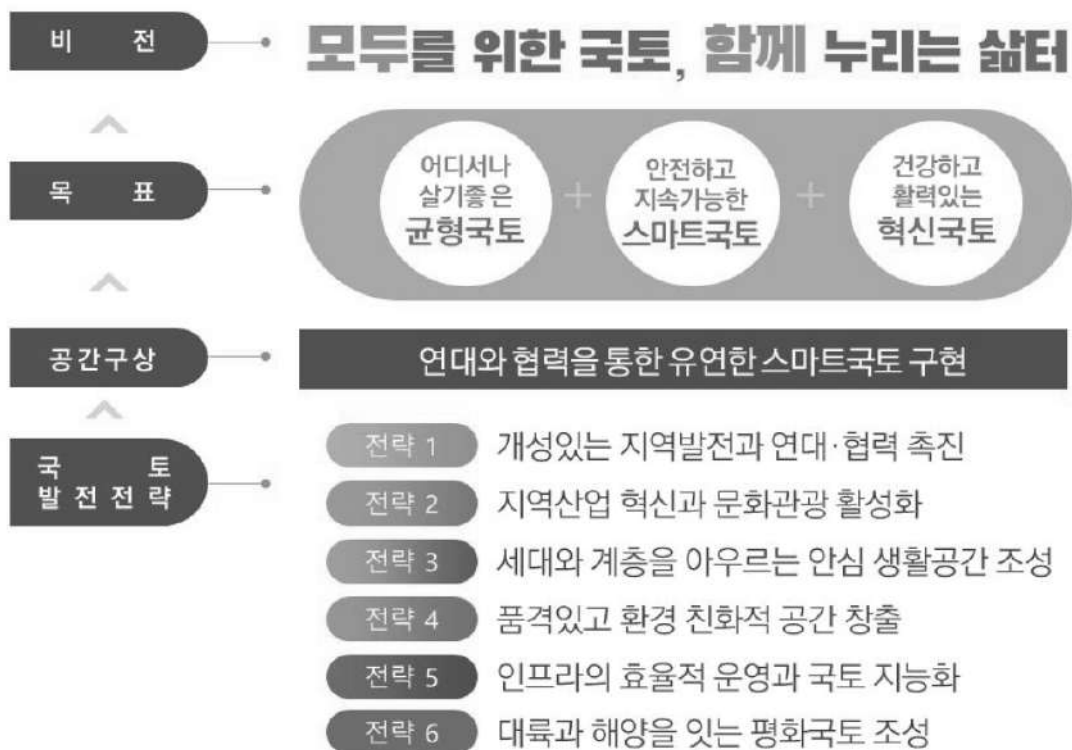 비 전
모두를 위한 국토, 함께 누리는 삶터
목 표
어디서나
살기좋은
균형국토
+
안전하고
지속가능한
스마트국토
+
건강하고
활력있는
혁신국토
공간구상
연대와 협력을 통한 유연한 스마트국토 구현
국 토
발전전략
전략 1 개성있는 지역발전과 연대·협력 촉진
전략 2 지역산업 혁신과 문화관광 활성화
전략 3 세대와 계층을 아우르는 안심 생활공간 조성
전략 4 품격있고 환경 친화적 공간 창출
전략 5 인프라의 효율적 운영과 국토 지능화
전략 6 대륙과 해양을 잇는 평화국토 조성